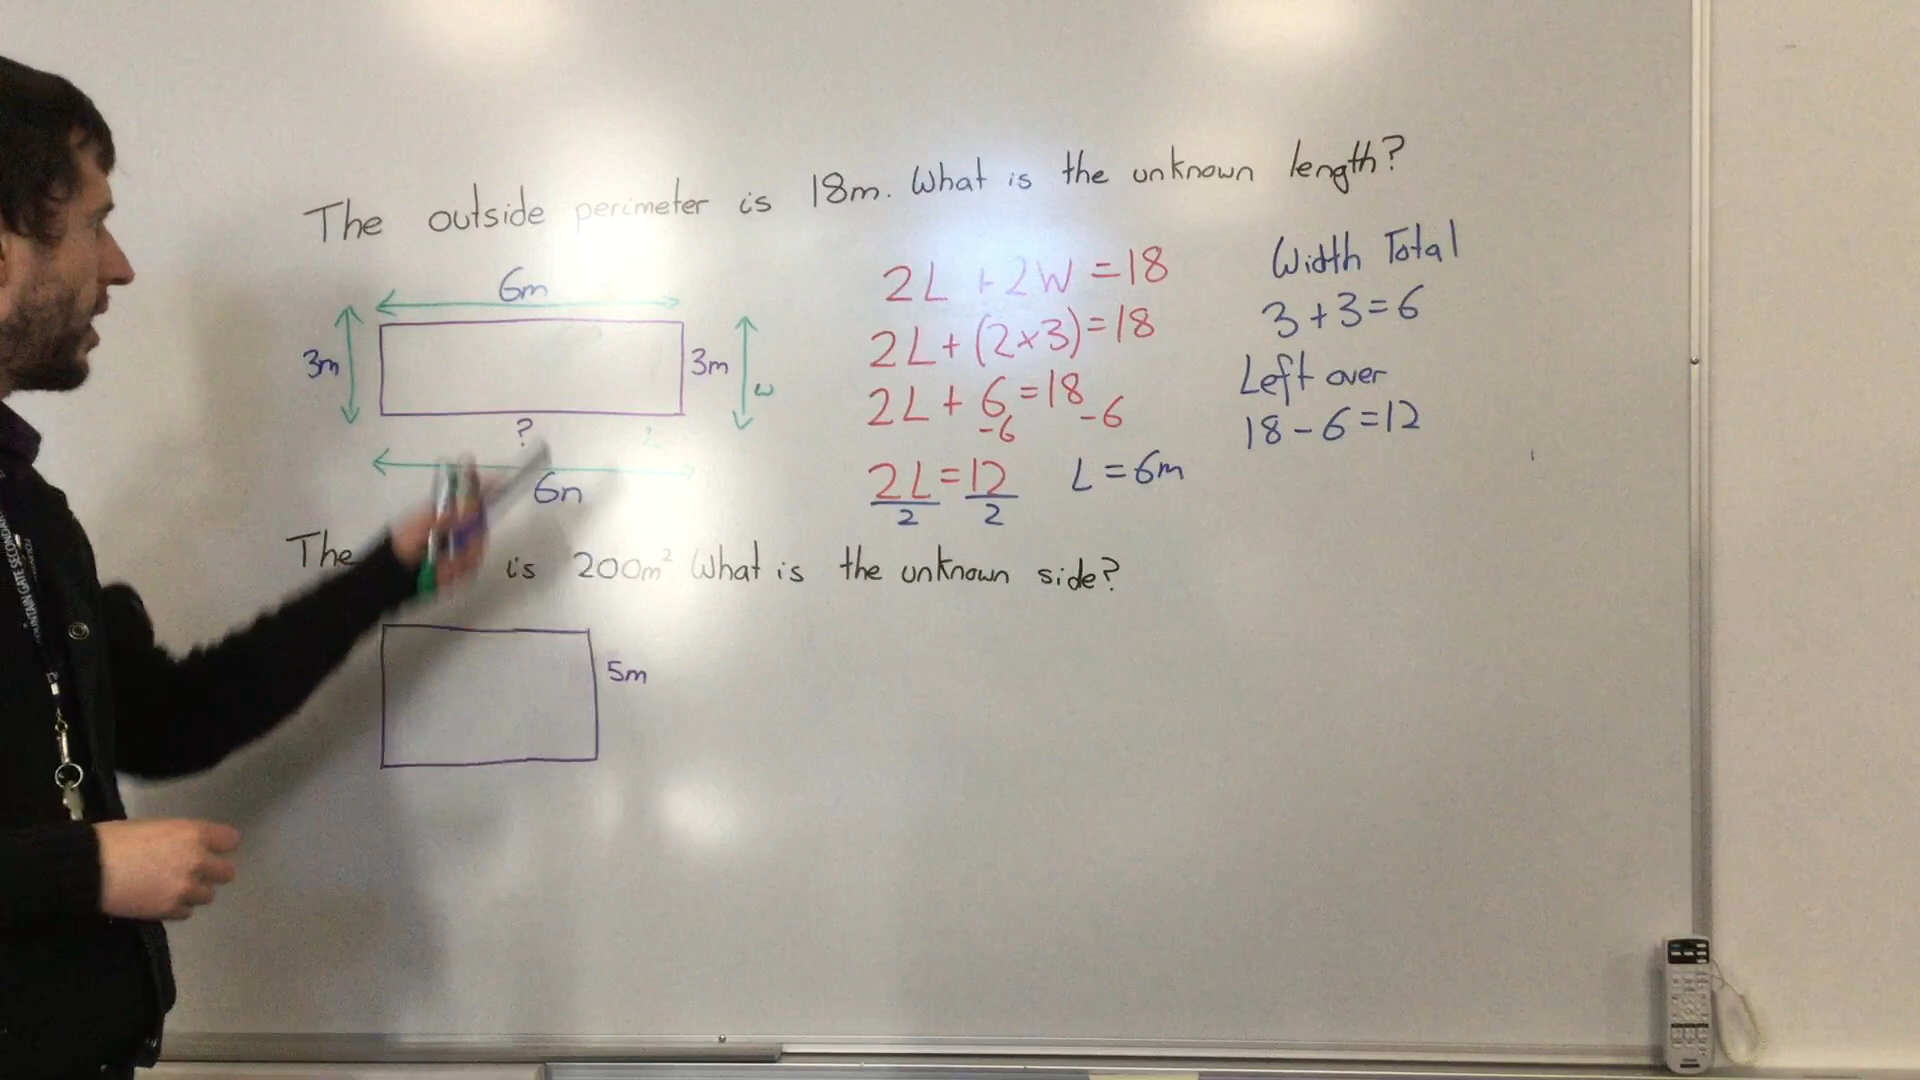 The outside perimeter is 18m. What is the unknown length?
6m
3m
3m
w
?
6m
2L + 2W = 18
2L + (2×3) = 18
2L + 6 = 18
-6 -6
2L = 12 L = 6m
2 2
Width Total
3 + 3 = 6
Left over
18 - 6 = 12
The is 200m² What is the unknown side?
5m